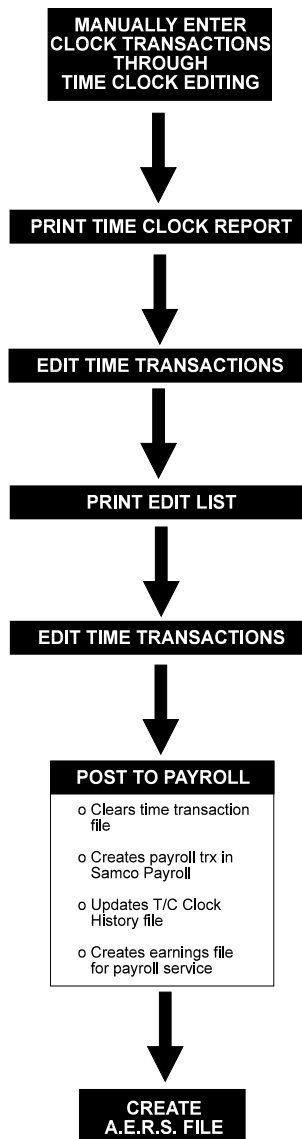 MANUALLY ENTER
CLOCK TRANSACTIONS
THROUGH
TIME CLOCK EDITING
PRINT TIME CLOCK REPORT
EDIT TIME TRANSACTIONS
PRINT EDIT LIST
EDIT TIME TRANSACTIONS
POST TO PAYROLL
o Clears time transaction
file
o Creates payroll trx in
Samco Payroll
o Updates T/C Clock
History file
o Creates earnings file
for payroll service
CREATE
A.E.R.S. FILE